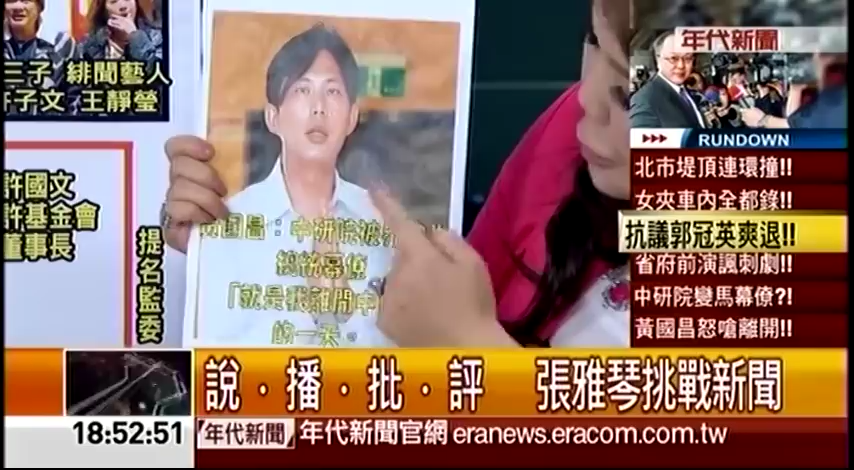 三子 緋聞藝人
許子文 王靜瑩
許國文
許基金會
董事長
提名監委
黃國昌：中研院被
總統幕僚
「就是我離開中
的一天。
年代新聞
RUNDOWN
北市堤頂連環撞!!
女夾車內全都錄!!
抗議郭冠英爽退!!
省府前演諷刺劇!!
中研院變馬幕僚?!
黃國昌怒嗆離開!!
說．播．批．評　張雅琴挑戰新聞
18:52:51
年代新聞 年代新聞官網 eranews.eracom.com.tw